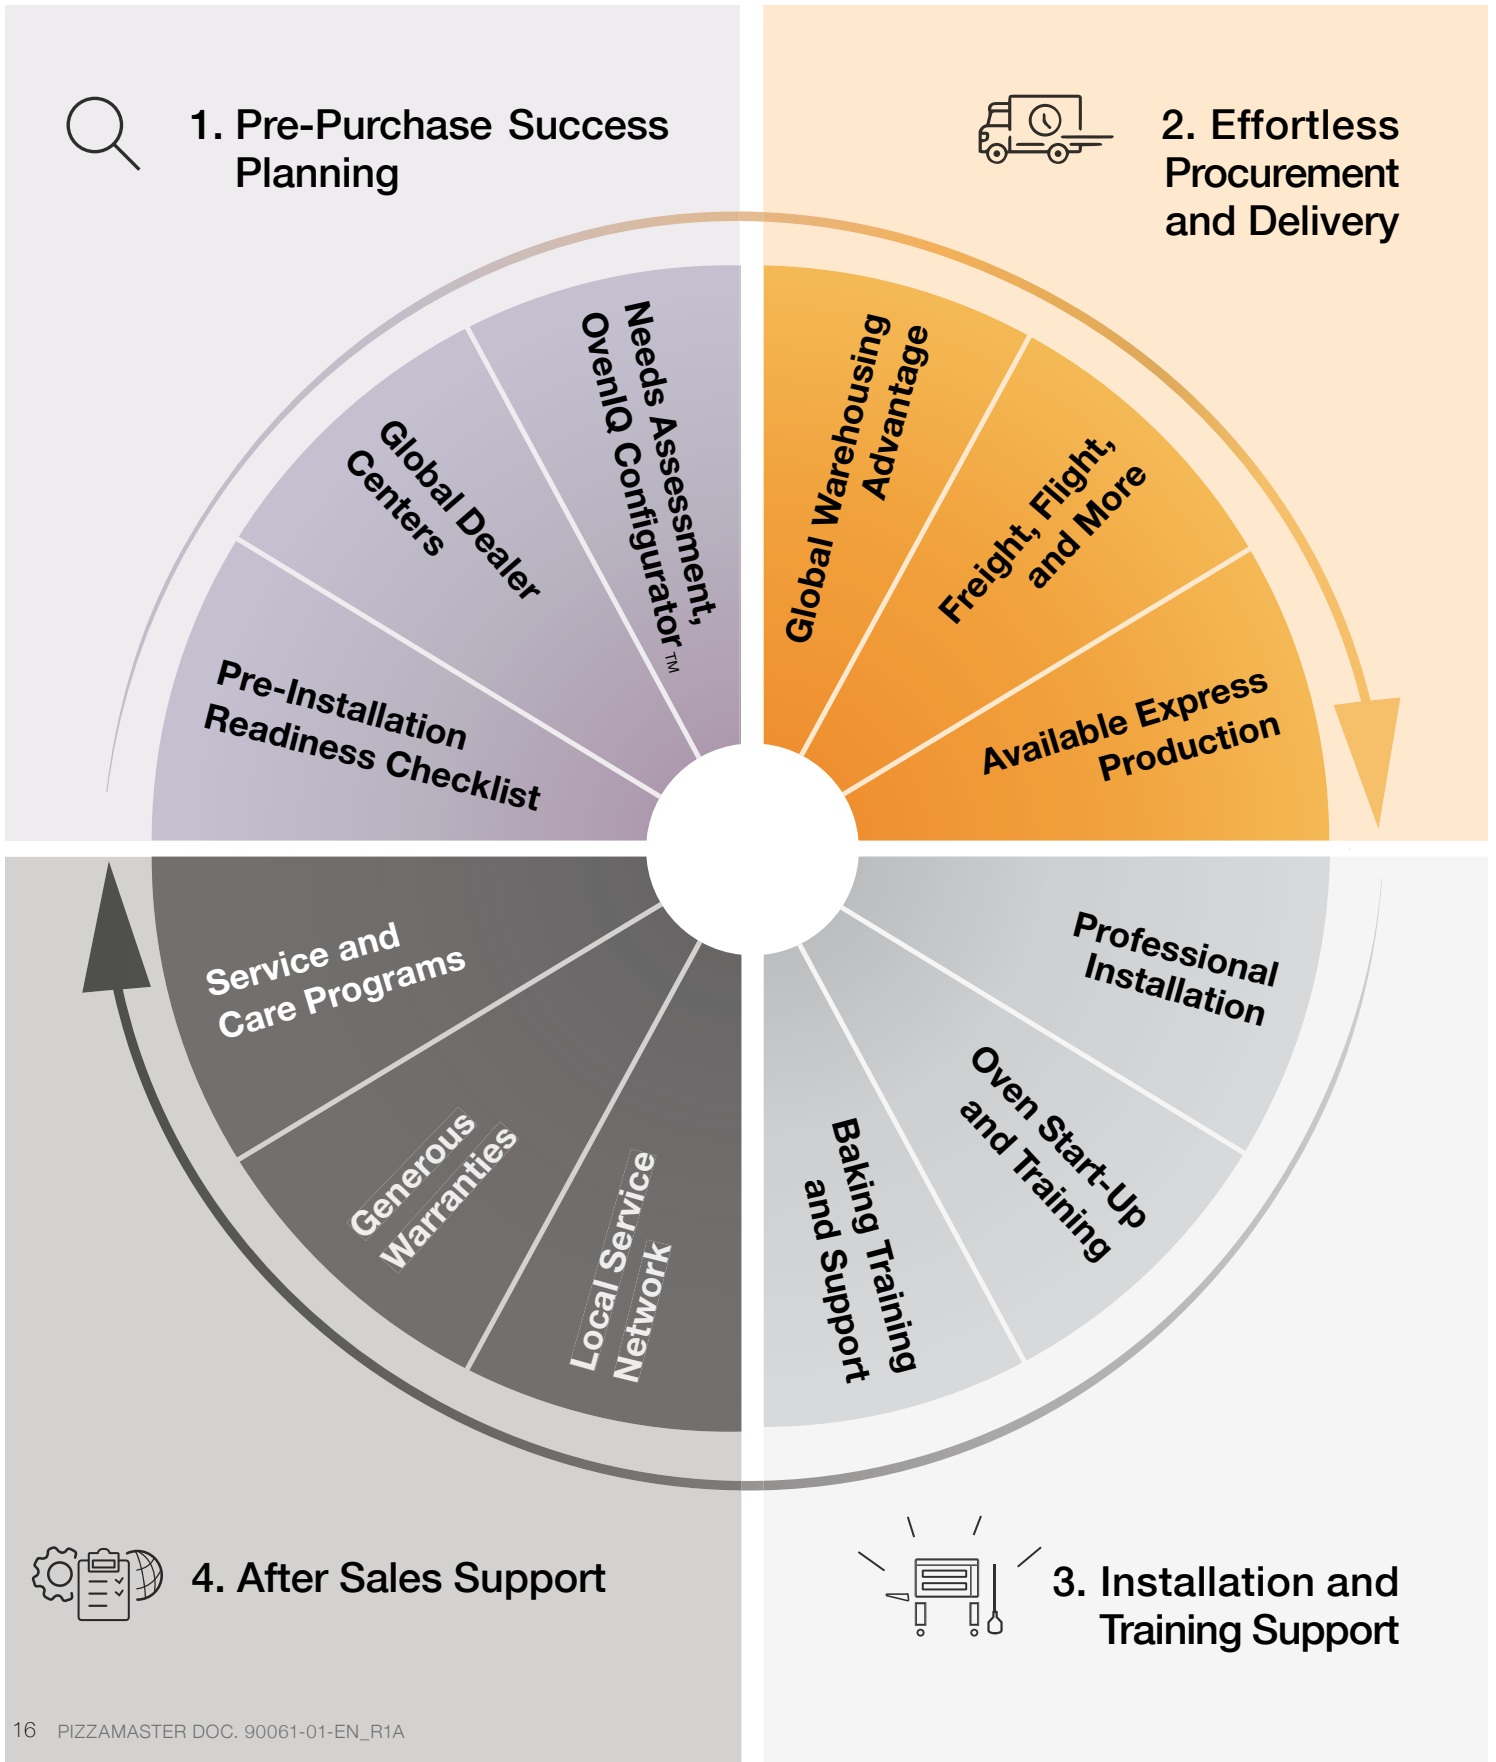 1. Pre-Purchase Success
Planning
2. Effortless
Procurement
and Delivery
Pre-Installation
Readiness Checklist
Global Dealer
Centers
Needs Assessment,
OvenIQ Configurator™
Global Warehousing
Advantage
Freight, Flight,
and More
Available Express
Production
Professional
Installation
Oven Start-Up
and Training
Baking Training
and Support
Local Service
Network
Generous
Warranties
Service and
Care Programs
3. Installation and
Training Support
4. After Sales Support
16 PIZZAMASTER DOC. 90061-01-EN_R1A